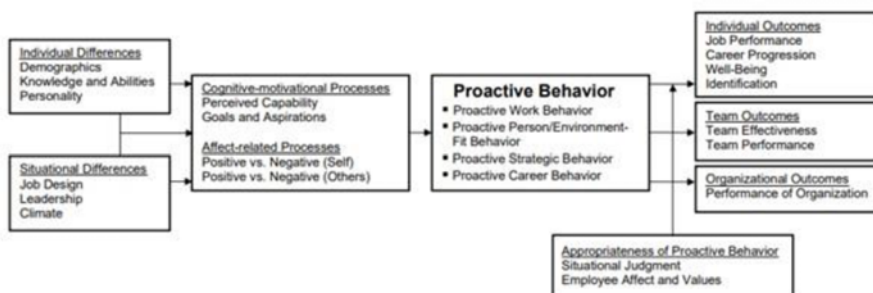 Individual Differences
Demographics
Knowledge and Abilities
Personality
Situational Differences
Job Design
Leadership
Climate
Cognitive-motivational Processes
Perceived Capability
Goals and Aspirations
Affect-related Processes
Positive vs. Negative (Self)
Positive vs. Negative (Others)
Proactive Behavior
▪ Proactive Work Behavior
▪ Proactive Person/Environment-
Fit Behavior
▪ Proactive Strategic Behavior
▪ Proactive Career Behavior
Individual Outcomes
Job Performance
Career Progression
Well-Being
Identification
Team Outcomes
Team Effectiveness
Team Performance
Organizational Outcomes
Performance of Organization
Appropriateness of Proactive Behavior
Situational Judgment
Employee Affect and Values